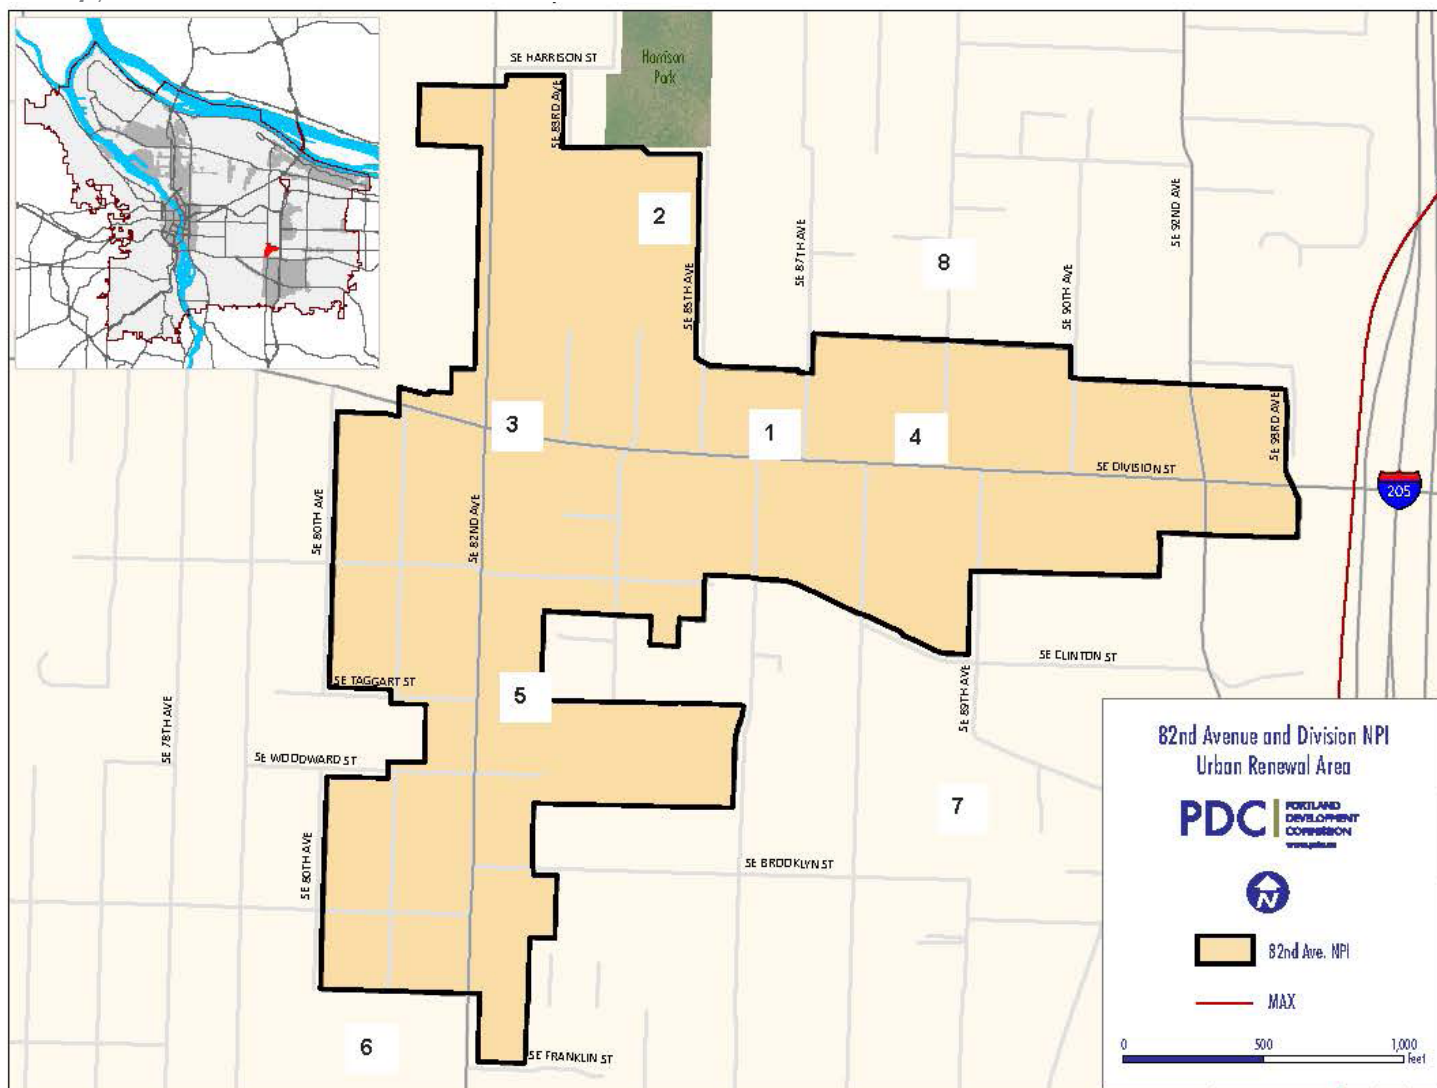 SE HARRISON ST
Harrison
Park
SE 83RD AVE
2
SE 85TH AVE
SE 87TH AVE
8
SE 90TH AVE
SE 92ND AVE
3
1
4
SE 93RD AVE
SE DIVISION ST
205
SE 80TH AVE
SE 82ND AVE
SE CLINTON ST
SE TAGGART ST
5
SE 78TH AVE
SE 89TH AVE
SE WOODWARD ST
7
SE 80TH AVE
SE BROOKLYN ST
6
SE FRANKLIN ST
82nd Avenue and Division NPI
Urban Renewal Area
PDC
PORTLAND
DEVELOPMENT
COMMISSION
N
82nd Ave. NPI
MAX
0 500 1,000
Feet